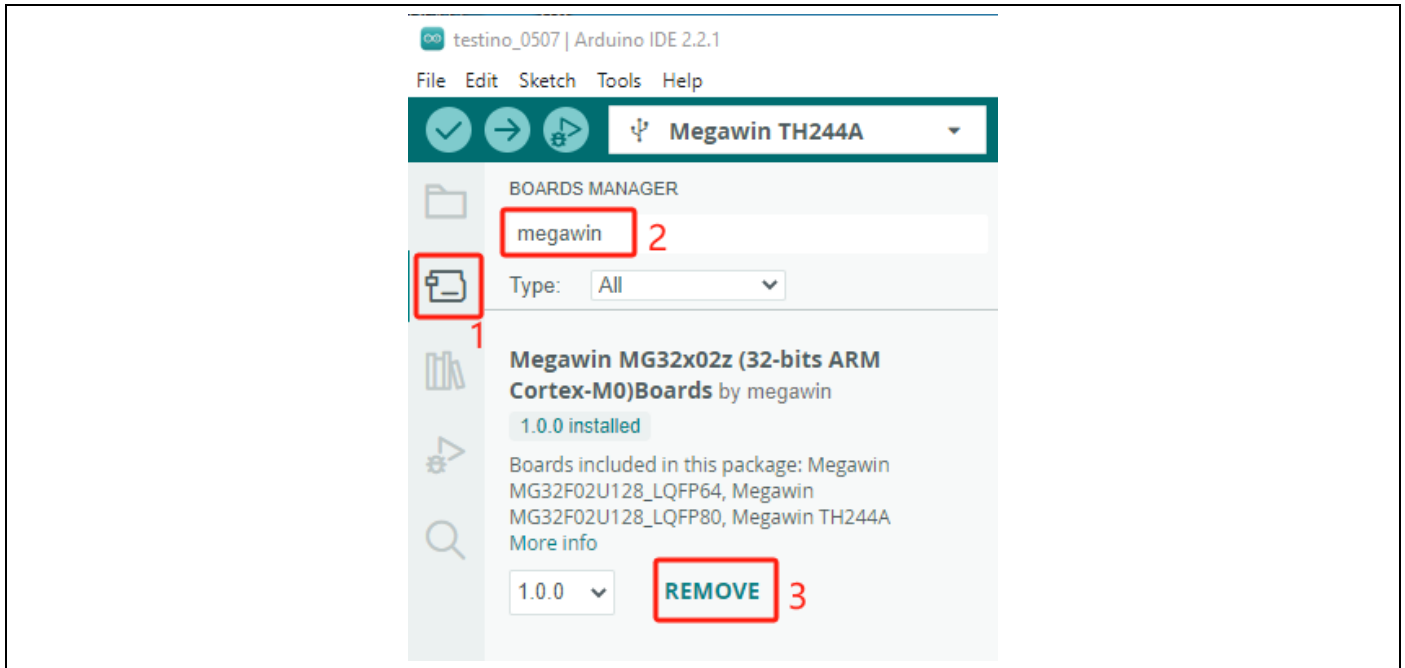 testino_0507 | Arduino IDE 2.2.1
File Edit Sketch Tools Help
Megawin TH244A
BOARDS MANAGER
megawin 2
Type: All
1
Megawin MG32x02z (32-bits ARM
Cortex-M0)Boards by megawin
1.0.0 installed
Boards included in this package: Megawin
MG32F02U128_LQFP64, Megawin
MG32F02U128_LQFP80, Megawin TH244A
More info
1.0.0 REMOVE 3